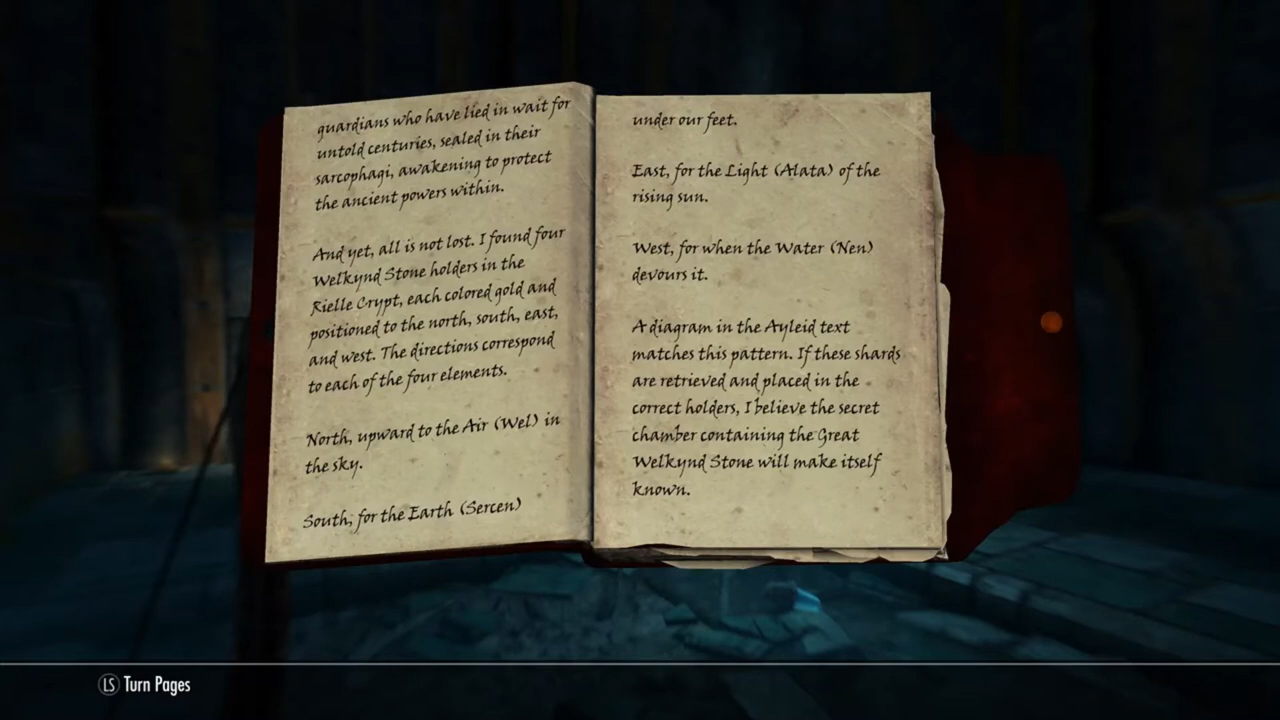 guardians who have lied in wait for
untold centuries, sealed in their
sarcophagi, awakening to protect
the ancient powers within.
And yet, all is not lost. I found four
Welkynd Stone holders in the
Rielle Crypt, each colored gold and
positioned to the north, south, east,
and west. The directions correspond
to each of the four elements.
North, upward to the Air (Wel) in
the sky.
South, for the Earth (Sercen)
under our feet.
East, for the Light (Alata) of the
rising sun.
West, for when the Water (Nen)
devours it.
A diagram in the Ayleid text
matches this pattern. If these shards
are retrieved and placed in the
correct holders, I believe the secret
chamber containing the Great
Welkynd Stone will make itself
known.
LS Turn Pages